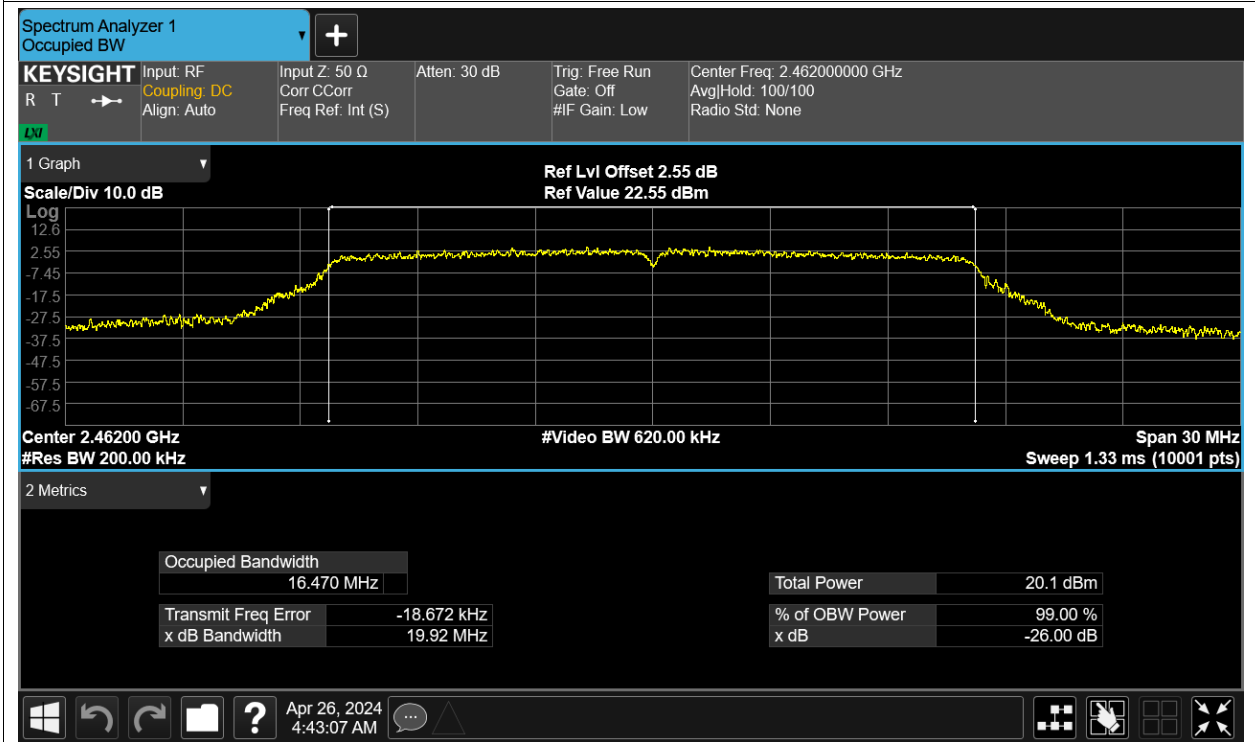 Spectrum Analyzer 1
Occupied BW
KEYSIGHT
R T
LXI
Input: RF
Coupling: DC
Align: Auto
Input Z: 50 Ω
Corr CCorr
Freq Ref: Int (S)
Atten: 30 dB
Trig: Free Run
Gate: Off
#IF Gain: Low
Center Freq: 2.462000000 GHz
Avg|Hold: 100/100
Radio Std: None
1 Graph
Scale/Div 10.0 dB
Ref Lvl Offset 2.55 dB
Ref Value 22.55 dBm
Log
12.6
2.55
-7.45
-17.5
-27.5
-37.5
-47.5
-57.5
-67.5
Center 2.46200 GHz
#Video BW 620.00 kHz
Span 30 MHz
#Res BW 200.00 kHz
Sweep 1.33 ms (10001 pts)
2 Metrics
Occupied Bandwidth
16.470 MHz
Total Power 20.1 dBm
Transmit Freq Error -18.672 kHz
% of OBW Power 99.00 %
x dB Bandwidth 19.92 MHz
x dB -26.00 dB
?
Apr 26, 2024
4:43:07 AM